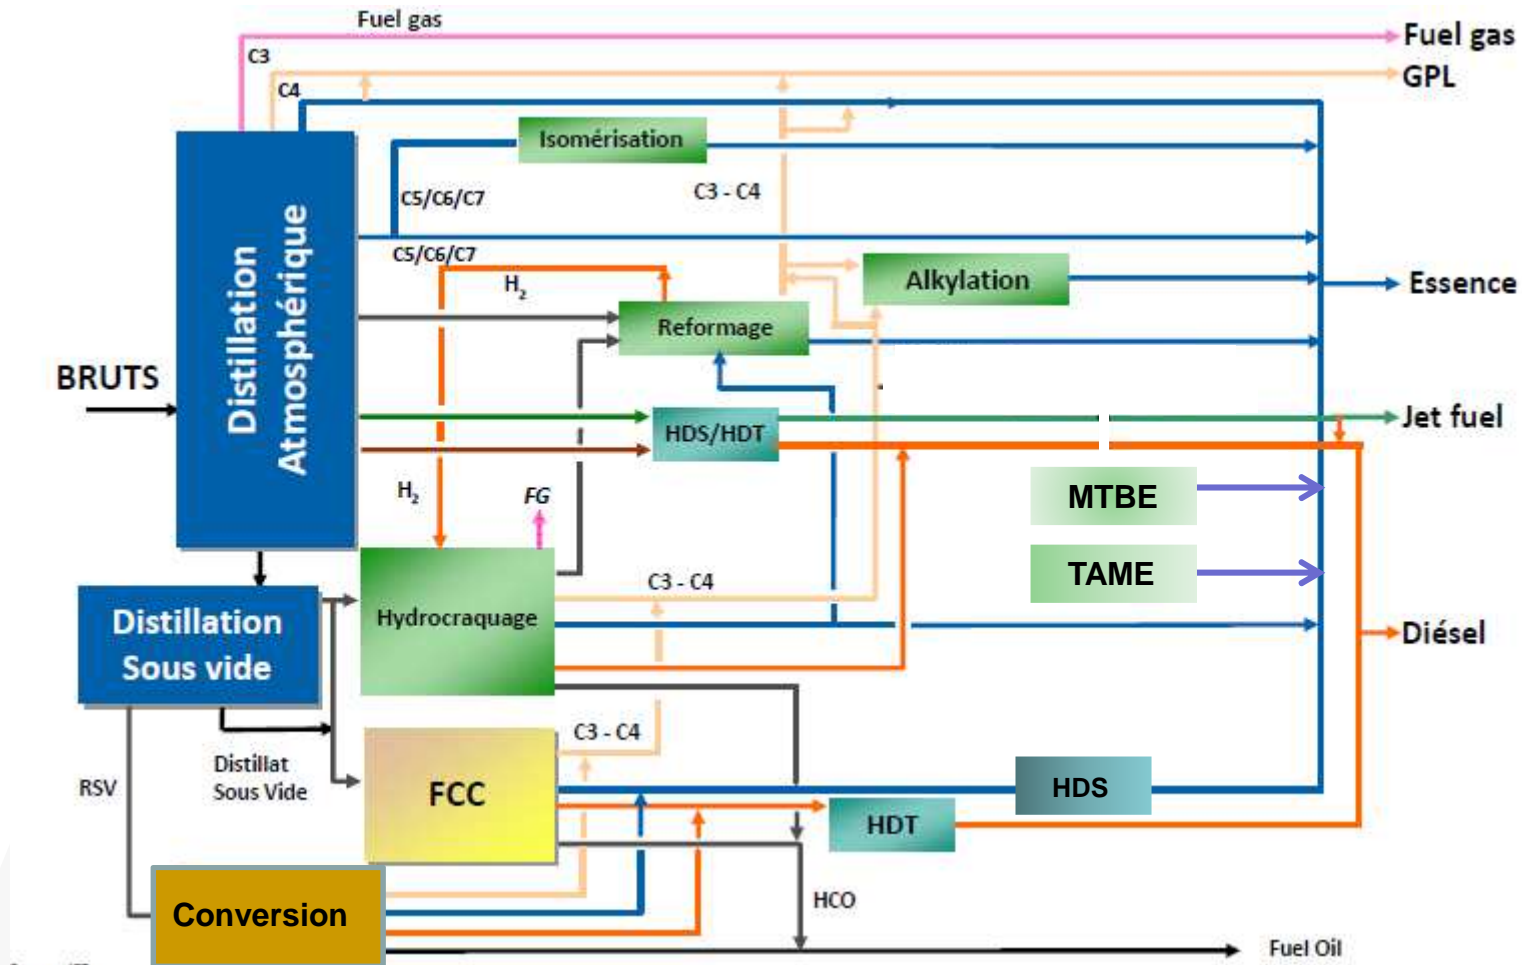 Fuel gas
Fuel gas
C3
GPL
C4
Isomérisation
C3 - C4
C5/C6/C7
C5/C6/C7
H2
Alkylation
Essence
Reformage
Distillation
Atmosphérique
BRUTS
HDS/HDT
Jet fuel
H2
FG
MTBE
TAME
C3 - C4
Hydrocraquage
Distillation
Sous vide
Diésel
C3 - C4
Distillat
Sous Vide
RSV
FCC
HDS
HDT
HCO
Conversion
Fuel Oil